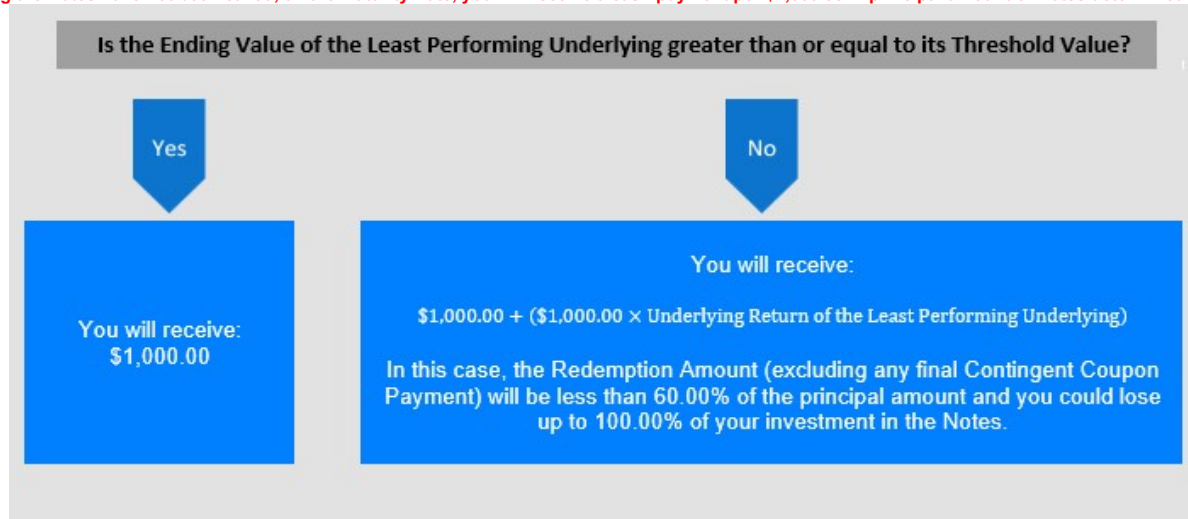 Is the Ending Value of the Least Performing Underlying greater than or equal to its Threshold Value?
Yes
No
You will receive:
$1,000.00
You will receive:
$1,000.00 + ($1,000.00 × Underlying Return of the Least Performing Underlying)
In this case, the Redemption Amount (excluding any final Contingent Coupon
Payment) will be less than 60.00% of the principal amount and you could lose
up to 100.00% of your investment in the Notes.